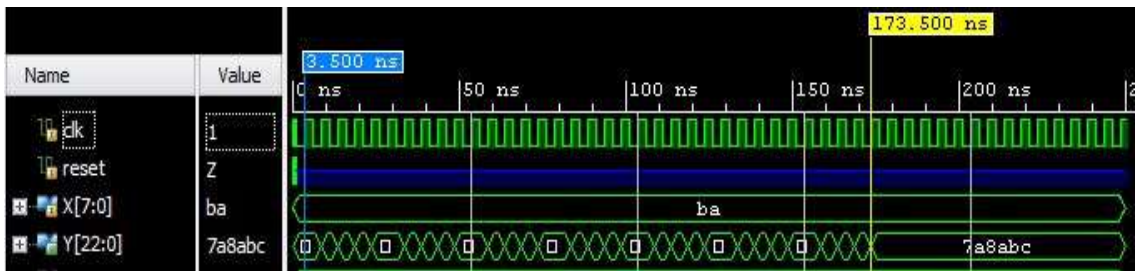 173.500 ns
3.500 ns
Name Value
0 ns 50 ns 100 ns 150 ns 200 ns 2
clk 1
reset Z
X[7:0] ba ba
Y[22:0] 7a8abc 7a8abc